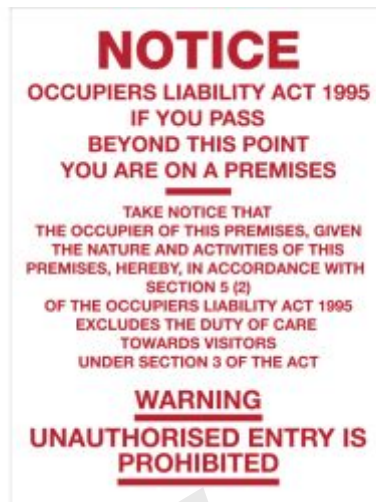 NOTICE
OCCUPIERS LIABILITY ACT 1995
IF YOU PASS
BEYOND THIS POINT
YOU ARE ON A PREMISES
TAKE NOTICE THAT
THE OCCUPIER OF THIS PREMISES, GIVEN
THE NATURE AND ACTIVITIES OF THIS
PREMISES, HEREBY, IN ACCORDANCE WITH
SECTION 5 (2)
OF THE OCCUPIERS LIABILITY ACT 1995
EXCLUDES THE DUTY OF CARE
TOWARDS VISITORS
UNDER SECTION 3 OF THE ACT
WARNING
UNAUTHORISED ENTRY IS
PROHIBITED